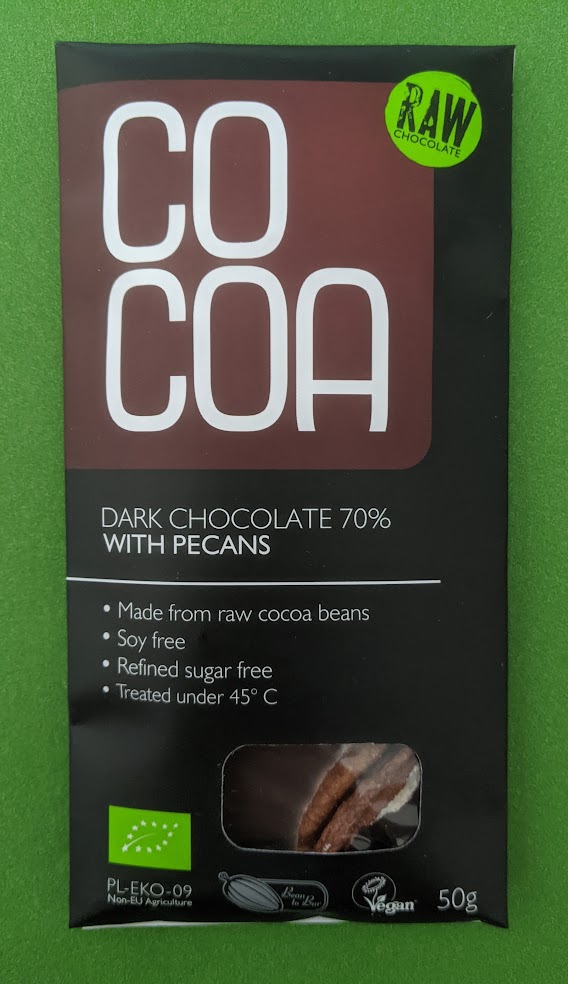 CO
COA
RAW
CHOCOLATE
DARK CHOCOLATE 70%
WITH PECANS
• Made from raw cocoa beans
• Soy free
• Refined sugar free
• Treated under 45° C
PL-EKO-09
Non-EU Agriculture
Bean
to Bar
Vegan
50g